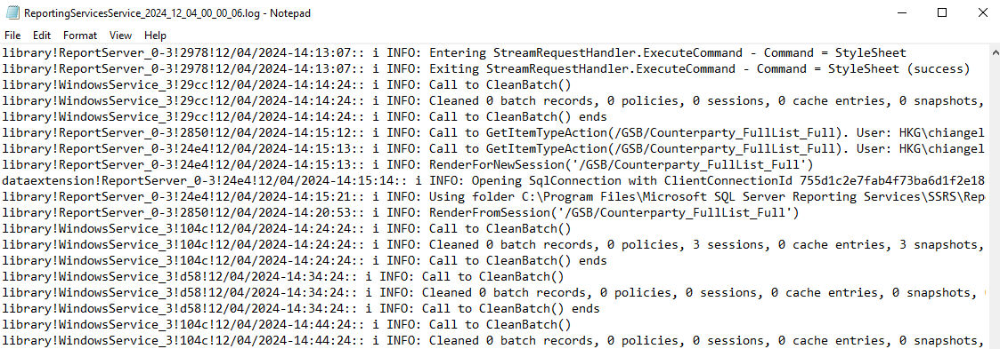 ReportingServicesService_2024_12_04_00_00_06.log - Notepad
File Edit Format View Help
library!ReportServer_0-3!2978!12/04/2024-14:13:07:: i INFO: Entering StreamRequestHandler.ExecuteCommand - Command = StyleSheet
library!ReportServer_0-3!2978!12/04/2024-14:13:07:: i INFO: Exiting StreamRequestHandler.ExecuteCommand - Command = StyleSheet (success)
library!WindowsService_3!29cc!12/04/2024-14:14:24:: i INFO: Call to CleanBatch()
library!WindowsService_3!29cc!12/04/2024-14:14:24:: i INFO: Cleaned 0 batch records, 0 policies, 0 sessions, 0 cache entries, 0 snapshots,
library!WindowsService_3!29cc!12/04/2024-14:14:24:: i INFO: Call to CleanBatch() ends
library!ReportServer_0-3!2850!12/04/2024-14:15:12:: i INFO: Call to GetItemTypeAction(/GSB/Counterparty_FullList_Full). User: HKG\chiangel
library!ReportServer_0-3!24e4!12/04/2024-14:15:13:: i INFO: Call to GetItemTypeAction(/GSB/Counterparty_FullList_Full). User: HKG\chiangel
library!ReportServer_0-3!24e4!12/04/2024-14:15:13:: i INFO: RenderForNewSession('/GSB/Counterparty_FullList_Full')
dataextension!ReportServer_0-3!24e4!12/04/2024-14:15:14:: i INFO: Opening SqlConnection with ClientConnectionId 755d1c2e7fab4f73ba6d1f2e18
library!ReportServer_0-3!24e4!12/04/2024-14:15:21:: i INFO: Using folder C:\Program Files\Microsoft SQL Server Reporting Services\SSRS\Rep
library!ReportServer_0-3!2850!12/04/2024-14:20:53:: i INFO: RenderFromSession('/GSB/Counterparty_FullList_Full')
library!WindowsService_3!104c!12/04/2024-14:24:24:: i INFO: Call to CleanBatch()
library!WindowsService_3!104c!12/04/2024-14:24:24:: i INFO: Cleaned 0 batch records, 0 policies, 3 sessions, 0 cache entries, 3 snapshots,
library!WindowsService_3!104c!12/04/2024-14:24:24:: i INFO: Call to CleanBatch() ends
library!WindowsService_3!d58!12/04/2024-14:34:24:: i INFO: Call to CleanBatch()
library!WindowsService_3!d58!12/04/2024-14:34:24:: i INFO: Cleaned 0 batch records, 0 policies, 0 sessions, 0 cache entries, 0 snapshots,
library!WindowsService_3!d58!12/04/2024-14:34:24:: i INFO: Call to CleanBatch() ends
library!WindowsService_3!104c!12/04/2024-14:44:24:: i INFO: Call to CleanBatch()
library!WindowsService_3!104c!12/04/2024-14:44:24:: i INFO: Cleaned 0 batch records, 0 policies, 0 sessions, 0 cache entries, 0 snapshots,